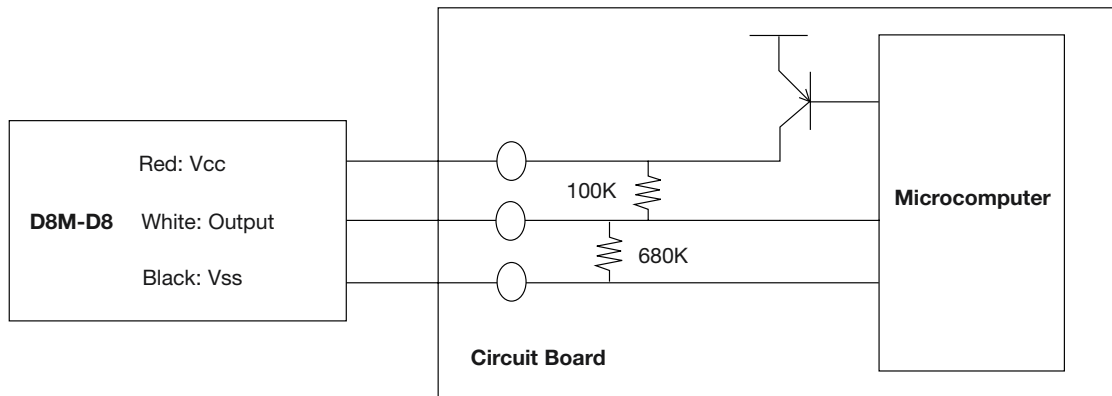 Red: Vcc
100K
Microcomputer
D8M-D8 White: Output
680K
Black: Vss
Circuit Board